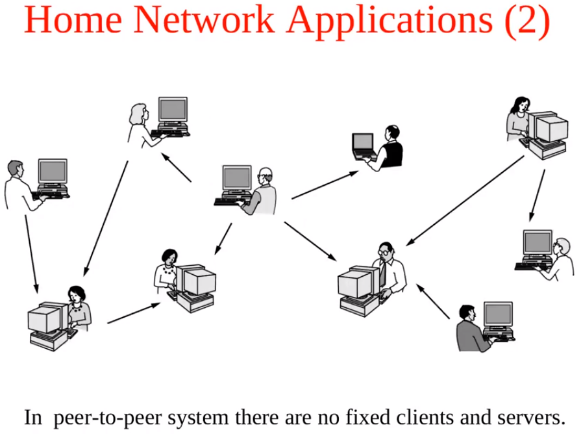 Home Network Applications (2)
In peer-to-peer system there are no fixed clients and servers.